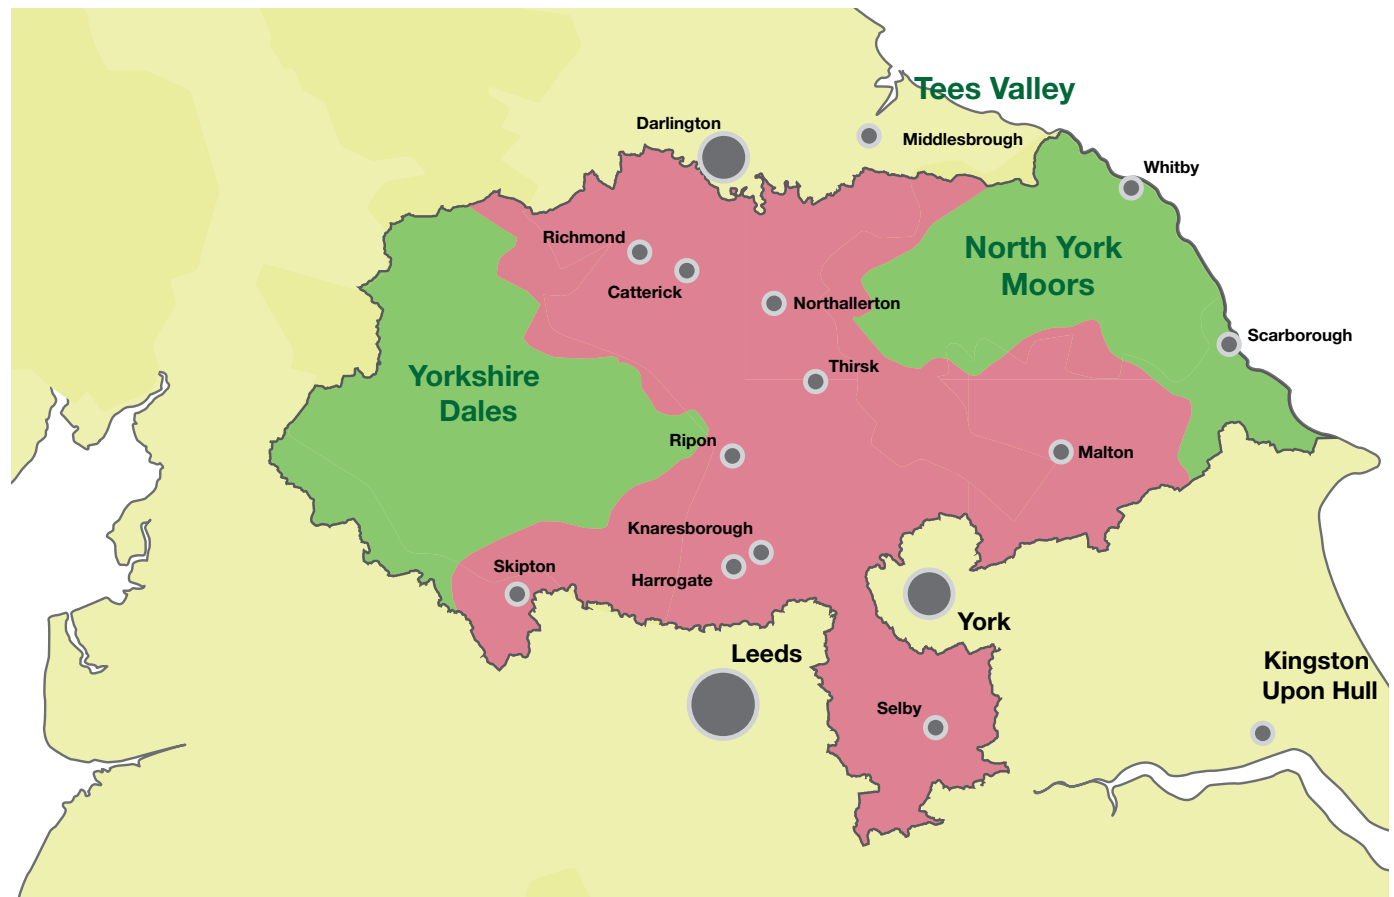 Tees Valley
Darlington
Middlesbrough
Whitby
Richmond
North York
Moors
Catterick
Northallerton
Scarborough
Thirsk
Yorkshire
Dales
Ripon
Malton
Knaresborough
Skipton
Harrogate
York
Leeds
Kingston
Upon Hull
Selby